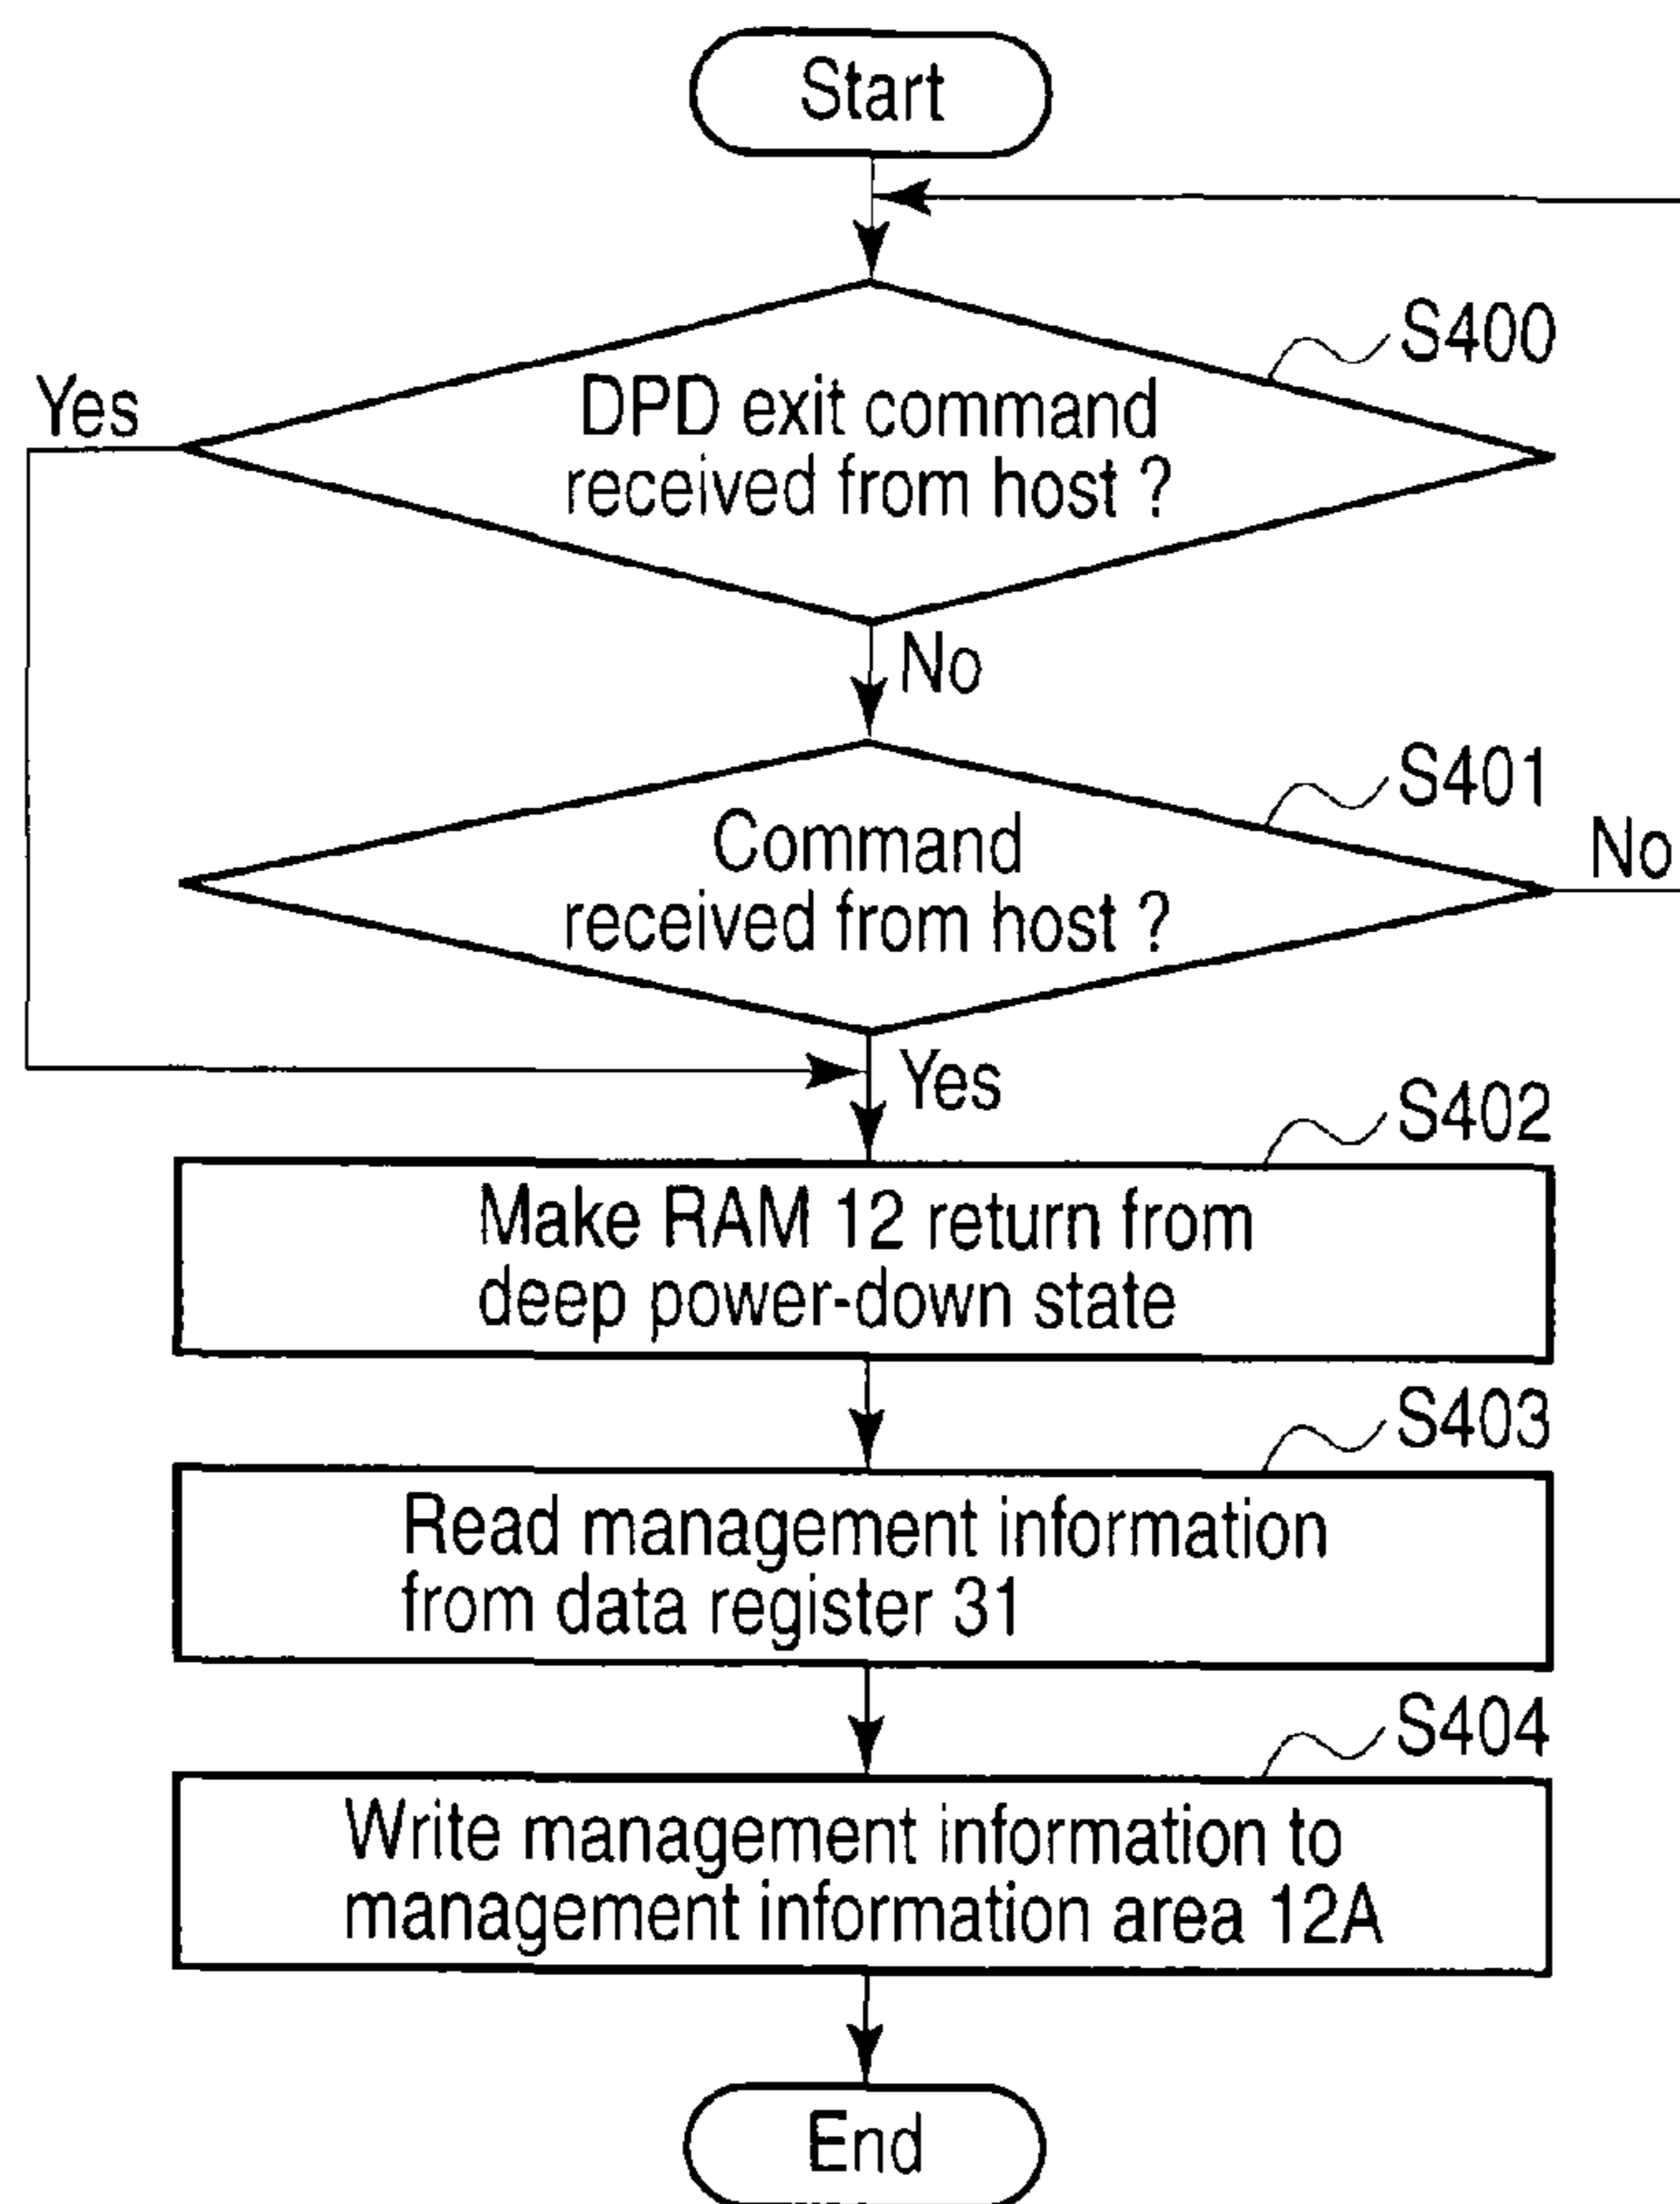 Start
S400
Yes
DPD exit command
received from host ?
No
S401
Command
received from host ?
No
Yes
S402
Make RAM 12 return from
deep power-down state
S403
Read management information
from data register 31
S404
Write management information to
management information area 12A
End